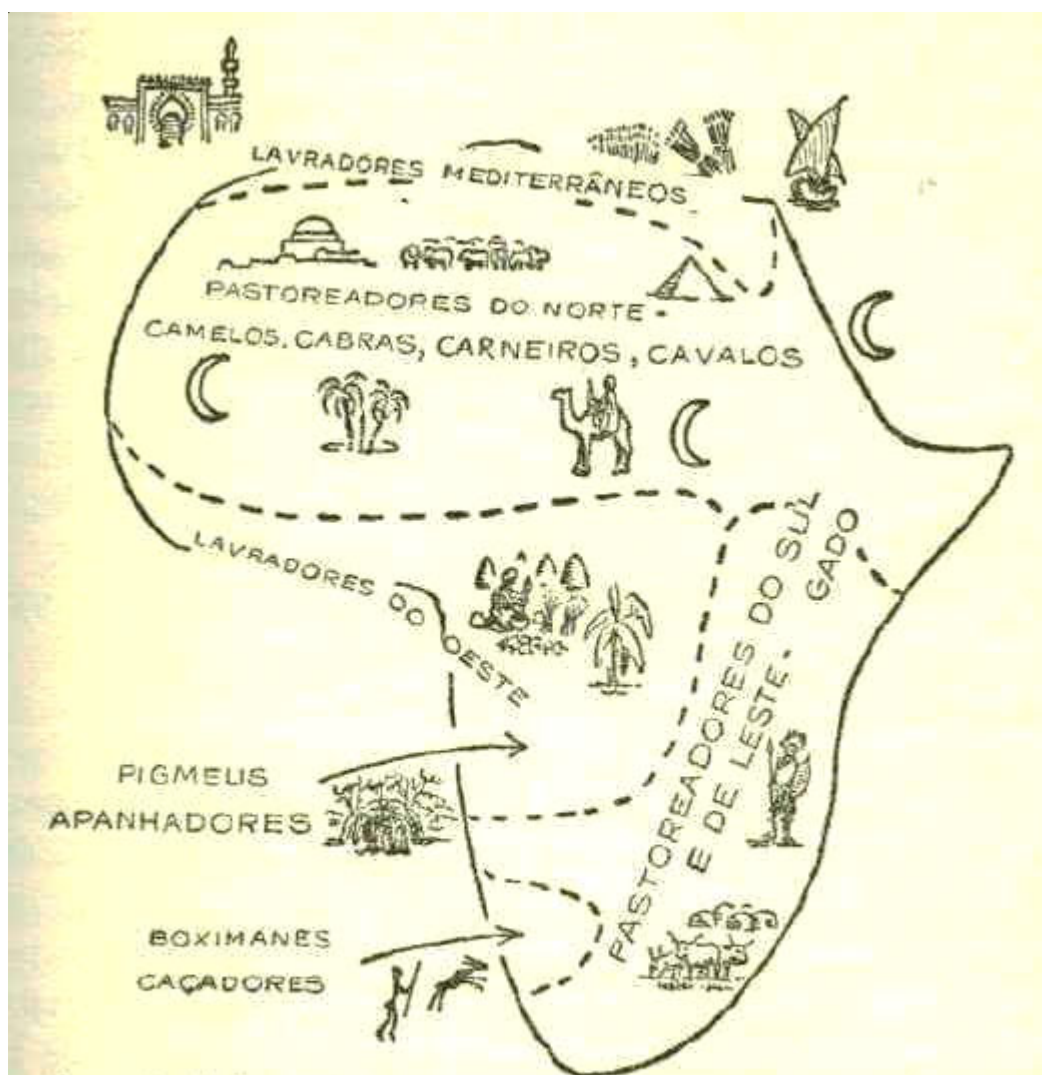 LAVRADORES MEDITERRÂNEOS
PASTOREADORES DO NORTE -
CAMELOS. CABRAS, CARNEIROS, CAVALOS
LAVRADORES DO OESTE
PASTOREADORES DO SUL
E DE LESTE - GADO
PIGMEUS
APANHADORES
BOXIMANES
CAÇADORES